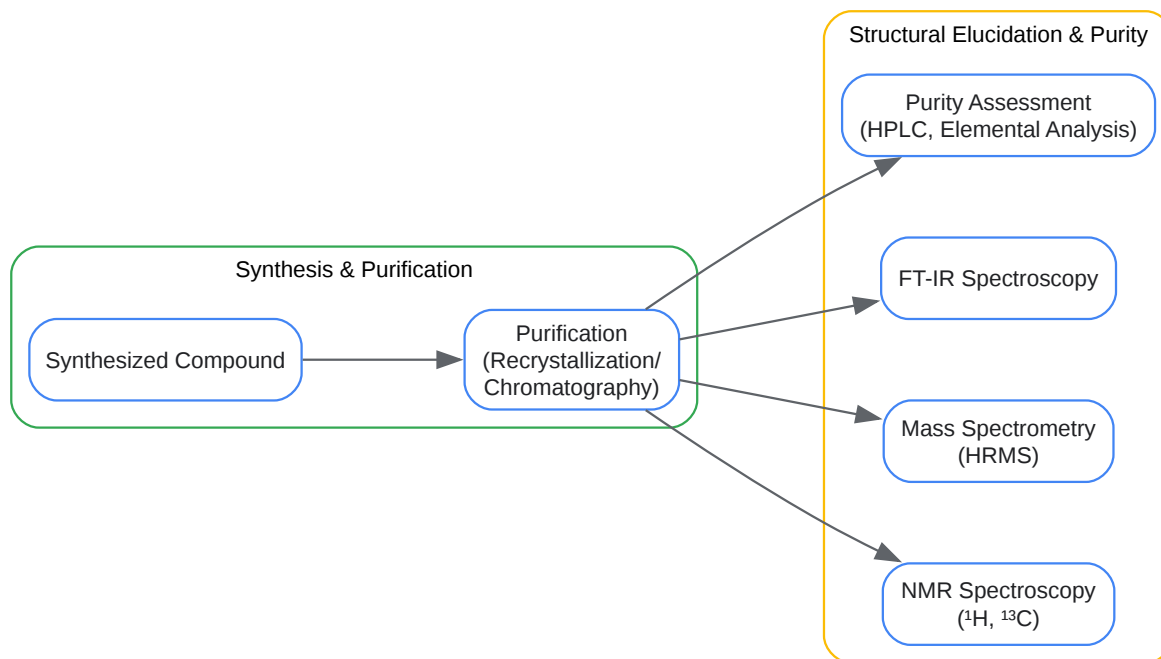 Structural Elucidation & Purity
Purity Assessment
(HPLC, Elemental Analysis)
FT-IR Spectroscopy
Synthesis & Purification
Synthesized Compound
Purification
(Recrystallization/
Chromatography)
Mass Spectrometry
(HRMS)
NMR Spectroscopy
(¹H, ¹³C)